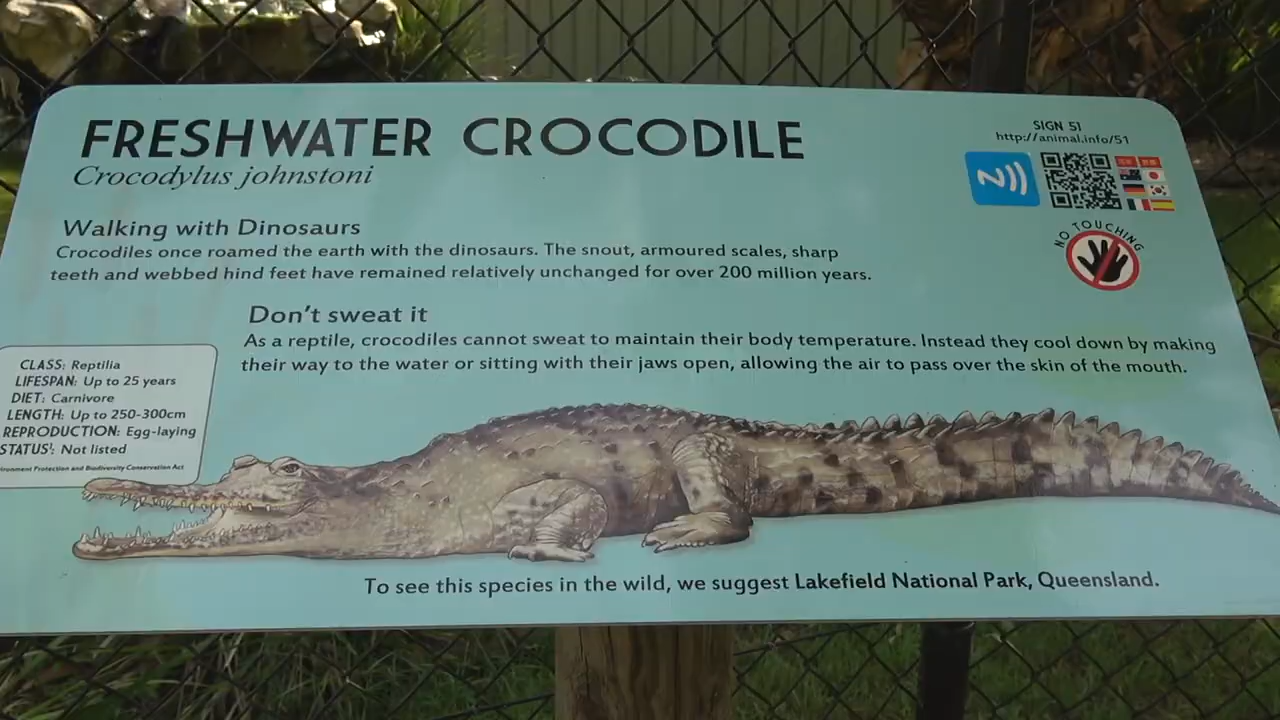 FRESHWATER CROCODILE
Crocodylus johnstoni
SIGN 51
http://animal.info/51
NO TOUCHING
Walking with Dinosaurs
Crocodiles once roamed the earth with the dinosaurs. The snout, armoured scales, sharp
teeth and webbed hind feet have remained relatively unchanged for over 200 million years.
Don't sweat it
As a reptile, crocodiles cannot sweat to maintain their body temperature. Instead they cool down by making
their way to the water or sitting with their jaws open, allowing the air to pass over the skin of the mouth.
CLASS: Reptilia
LIFESPAN: Up to 25 years
DIET: Carnivore
LENGTH: Up to 250-300cm
REPRODUCTION: Egg-laying
STATUS¹: Not listed
ironment Protection and Biodiversity Conservation Act
To see this species in the wild, we suggest Lakefield National Park, Queensland.